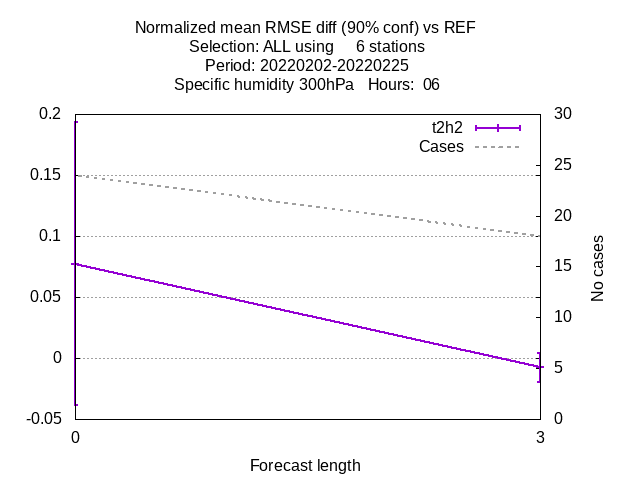 Normalized mean RMSE diff (90% conf) vs REF
Selection: ALL using     6 stations
Period: 20220202-20220225
Specific humidity 300hPa   Hours:  06
0.2
0.15
0.1
0.05
0
-0.05
t2h2
Cases
30
25
20
15
10
5
0
No cases
0
3
Forecast length